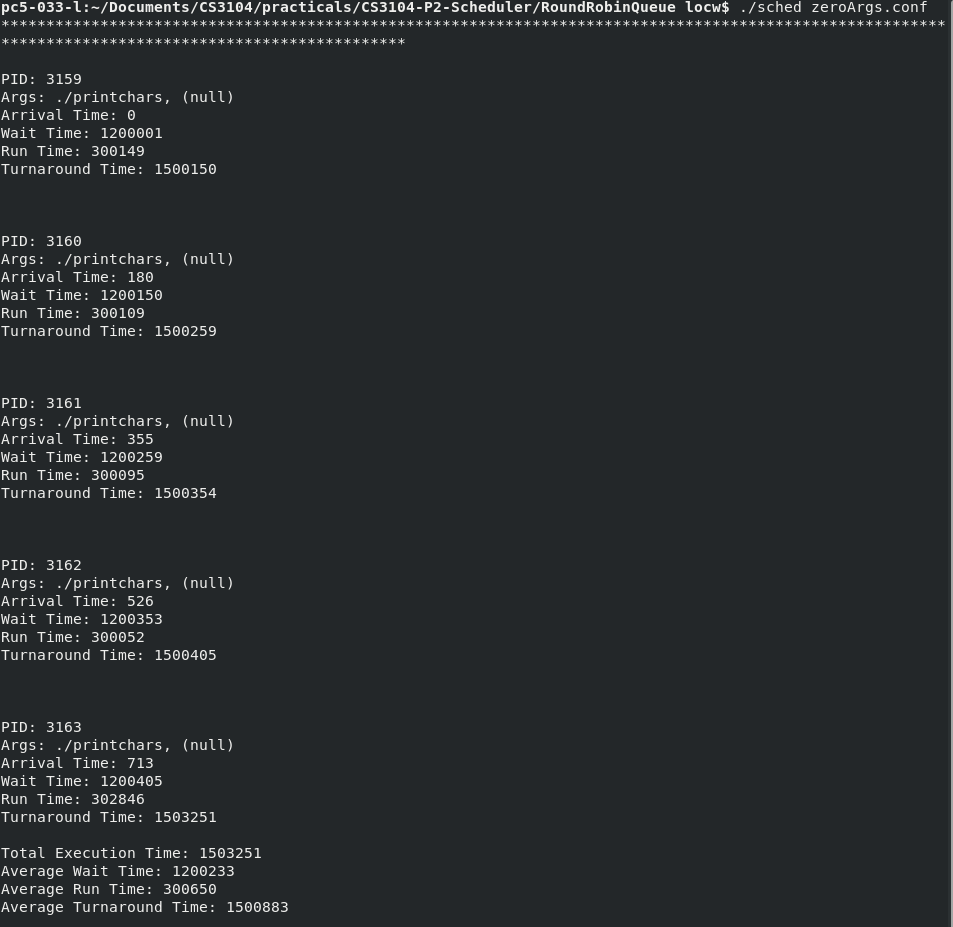 pc5-033-l:~/Documents/CS3104/practicals/CS3104-P2-Scheduler/RoundRobinQueue locw$ ./sched zeroArgs.conf
*********************************************************************************************************
*********************************************
PID: 3159
Args: ./printchars, (null)
Arrival Time: 0
Wait Time: 1200001
Run Time: 300149
Turnaround Time: 1500150
PID: 3160
Args: ./printchars, (null)
Arrival Time: 180
Wait Time: 1200150
Run Time: 300109
Turnaround Time: 1500259
PID: 3161
Args: ./printchars, (null)
Arrival Time: 355
Wait Time: 1200259
Run Time: 300095
Turnaround Time: 1500354
PID: 3162
Args: ./printchars, (null)
Arrival Time: 526
Wait Time: 1200353
Run Time: 300052
Turnaround Time: 1500405
PID: 3163
Args: ./printchars, (null)
Arrival Time: 713
Wait Time: 1200405
Run Time: 302846
Turnaround Time: 1503251
Total Execution Time: 1503251
Average Wait Time: 1200233
Average Run Time: 300650
Average Turnaround Time: 1500883